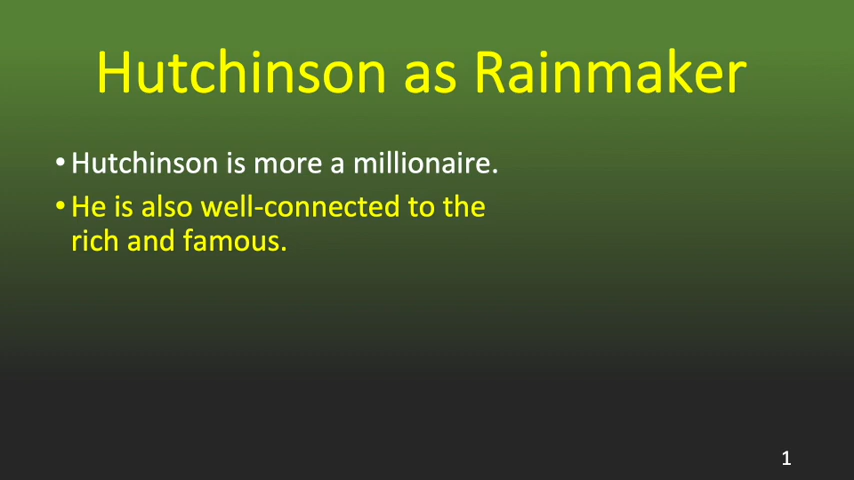 Hutchinson as Rainmaker
• Hutchinson is more a millionaire.
• He is also well-connected to the
rich and famous.
1